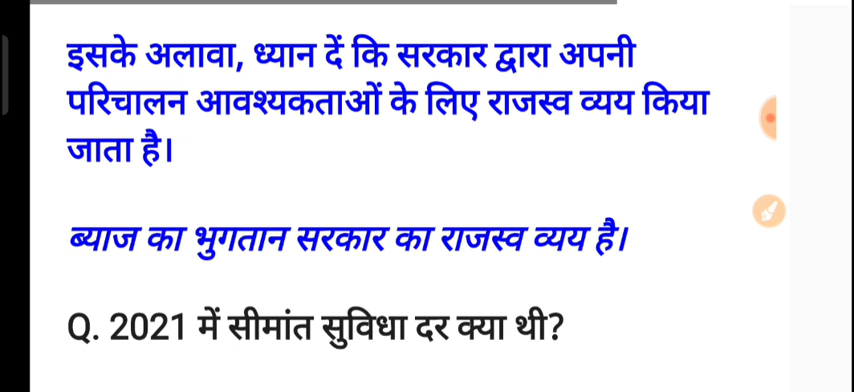 इसके अलावा, ध्यान दें कि सरकार द्वारा अपनी
परिचालन आवश्यकताओं के लिए राजस्व व्यय किया
जाता है।
ब्याज का भुगतान सरकार का राजस्व व्यय है।
Q. 2021 में सीमांत सुविधा दर क्या थी?